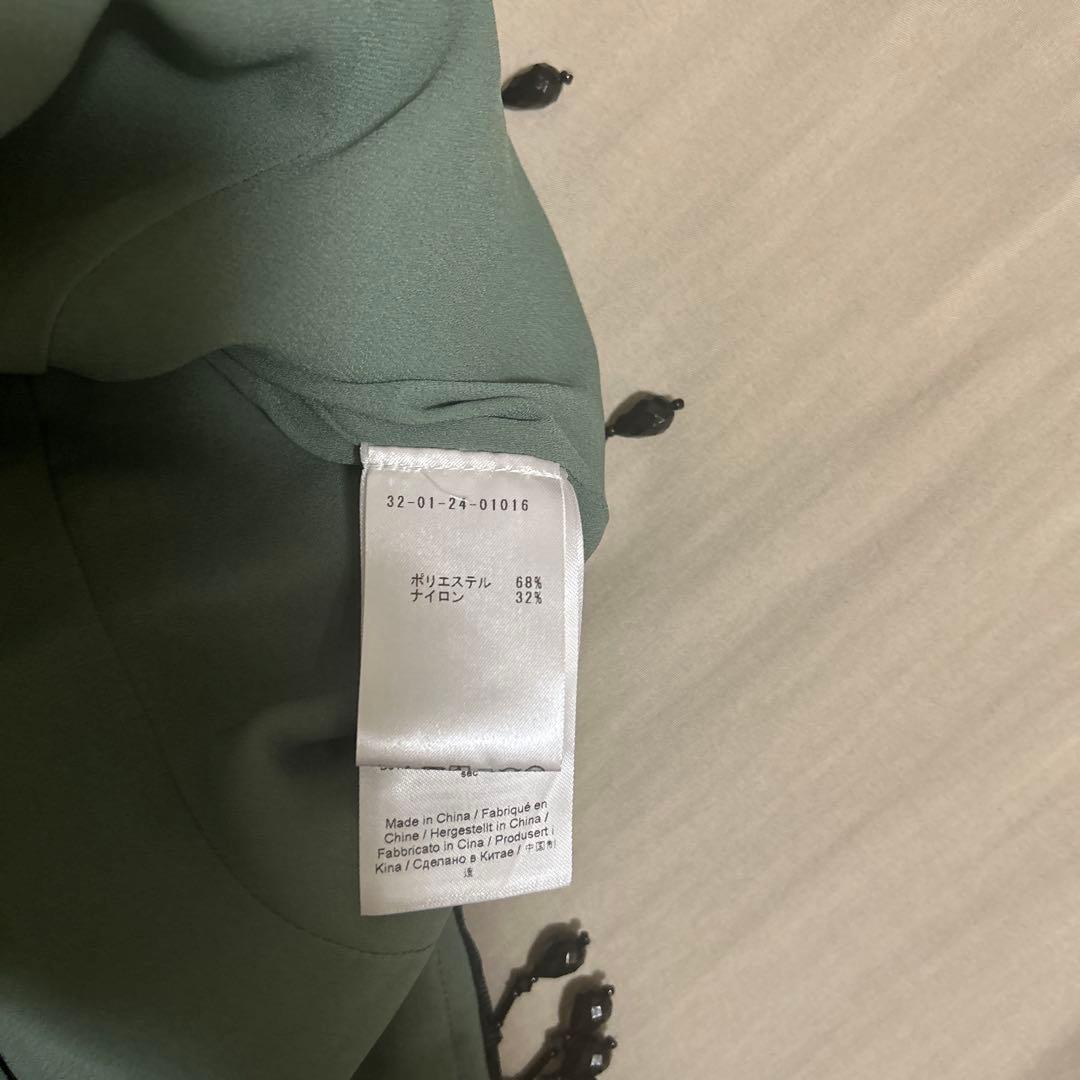 32-01-24-01016
ポリエステル 68%
ナイロン 32%
sec
Made in China / Fabriqué en
Chine / Hergestellt in China /
Fabbricato in Cina / Produsert i
Kina / Сделано в Китае / 中国制
造